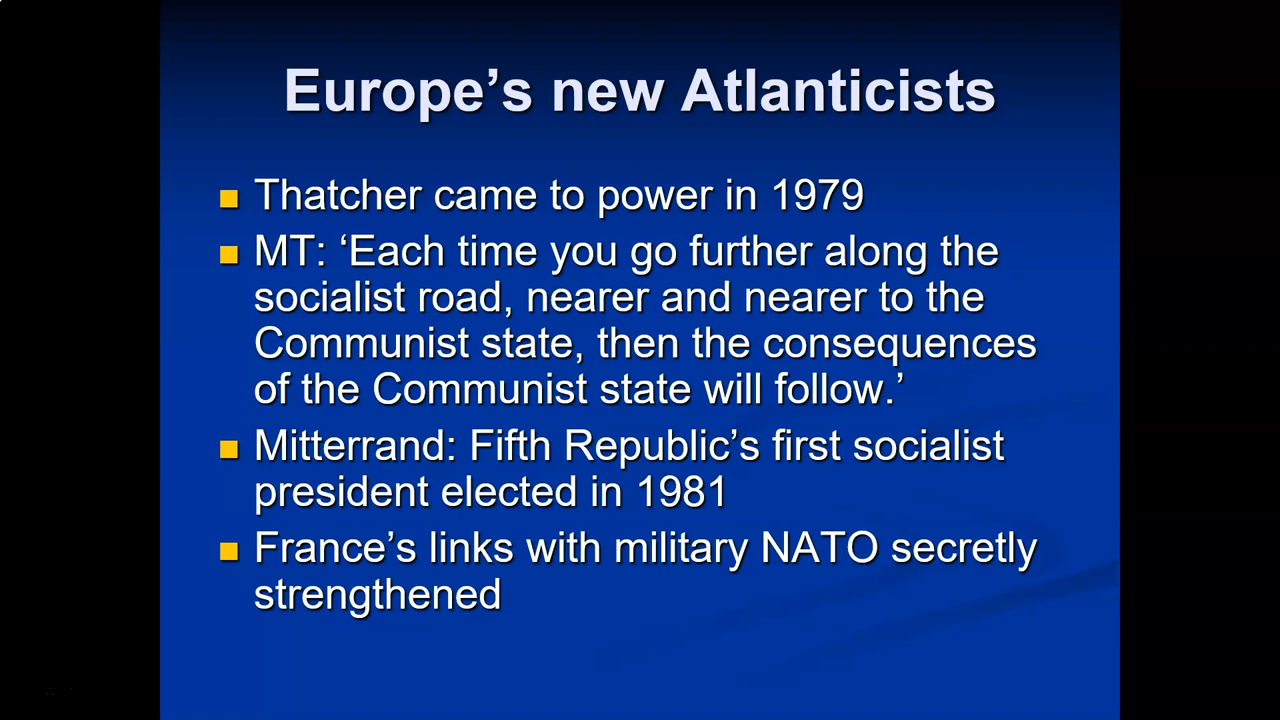 Europe’s new Atlanticists
Thatcher came to power in 1979
MT: ‘Each time you go further along the
socialist road, nearer and nearer to the
Communist state, then the consequences
of the Communist state will follow.’
Mitterrand: Fifth Republic’s first socialist
president elected in 1981
France’s links with military NATO secretly
strengthened